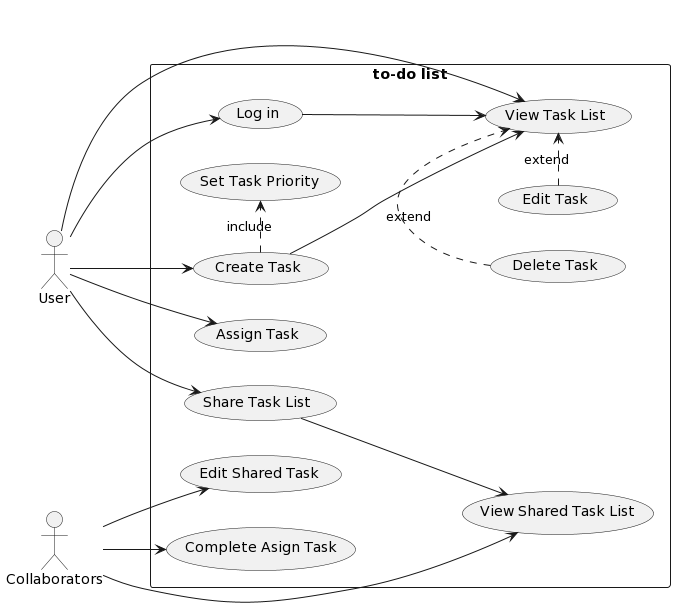 to-do list
Log in
View Task List
extend
Set Task Priority
Edit Task
include
extend
Create Task
Delete Task
User
Assign Task
Share Task List
Edit Shared Task
View Shared Task List
Complete Asign Task
Collaborators